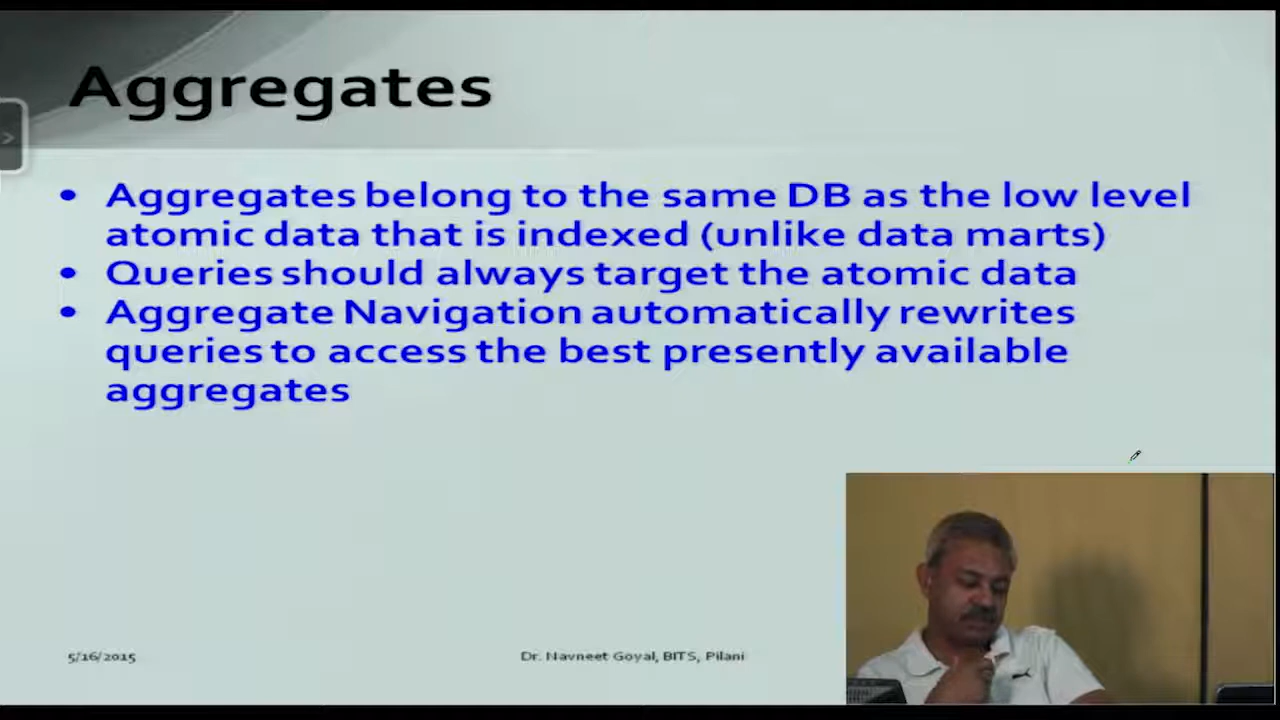 Aggregates
• Aggregates belong to the same DB as the low level
atomic data that is indexed (unlike data marts)
• Queries should always target the atomic data
• Aggregate Navigation automatically rewrites
queries to access the best presently available
aggregates
5/16/2015
Dr. Navneet Goyal, BITS, Pilani